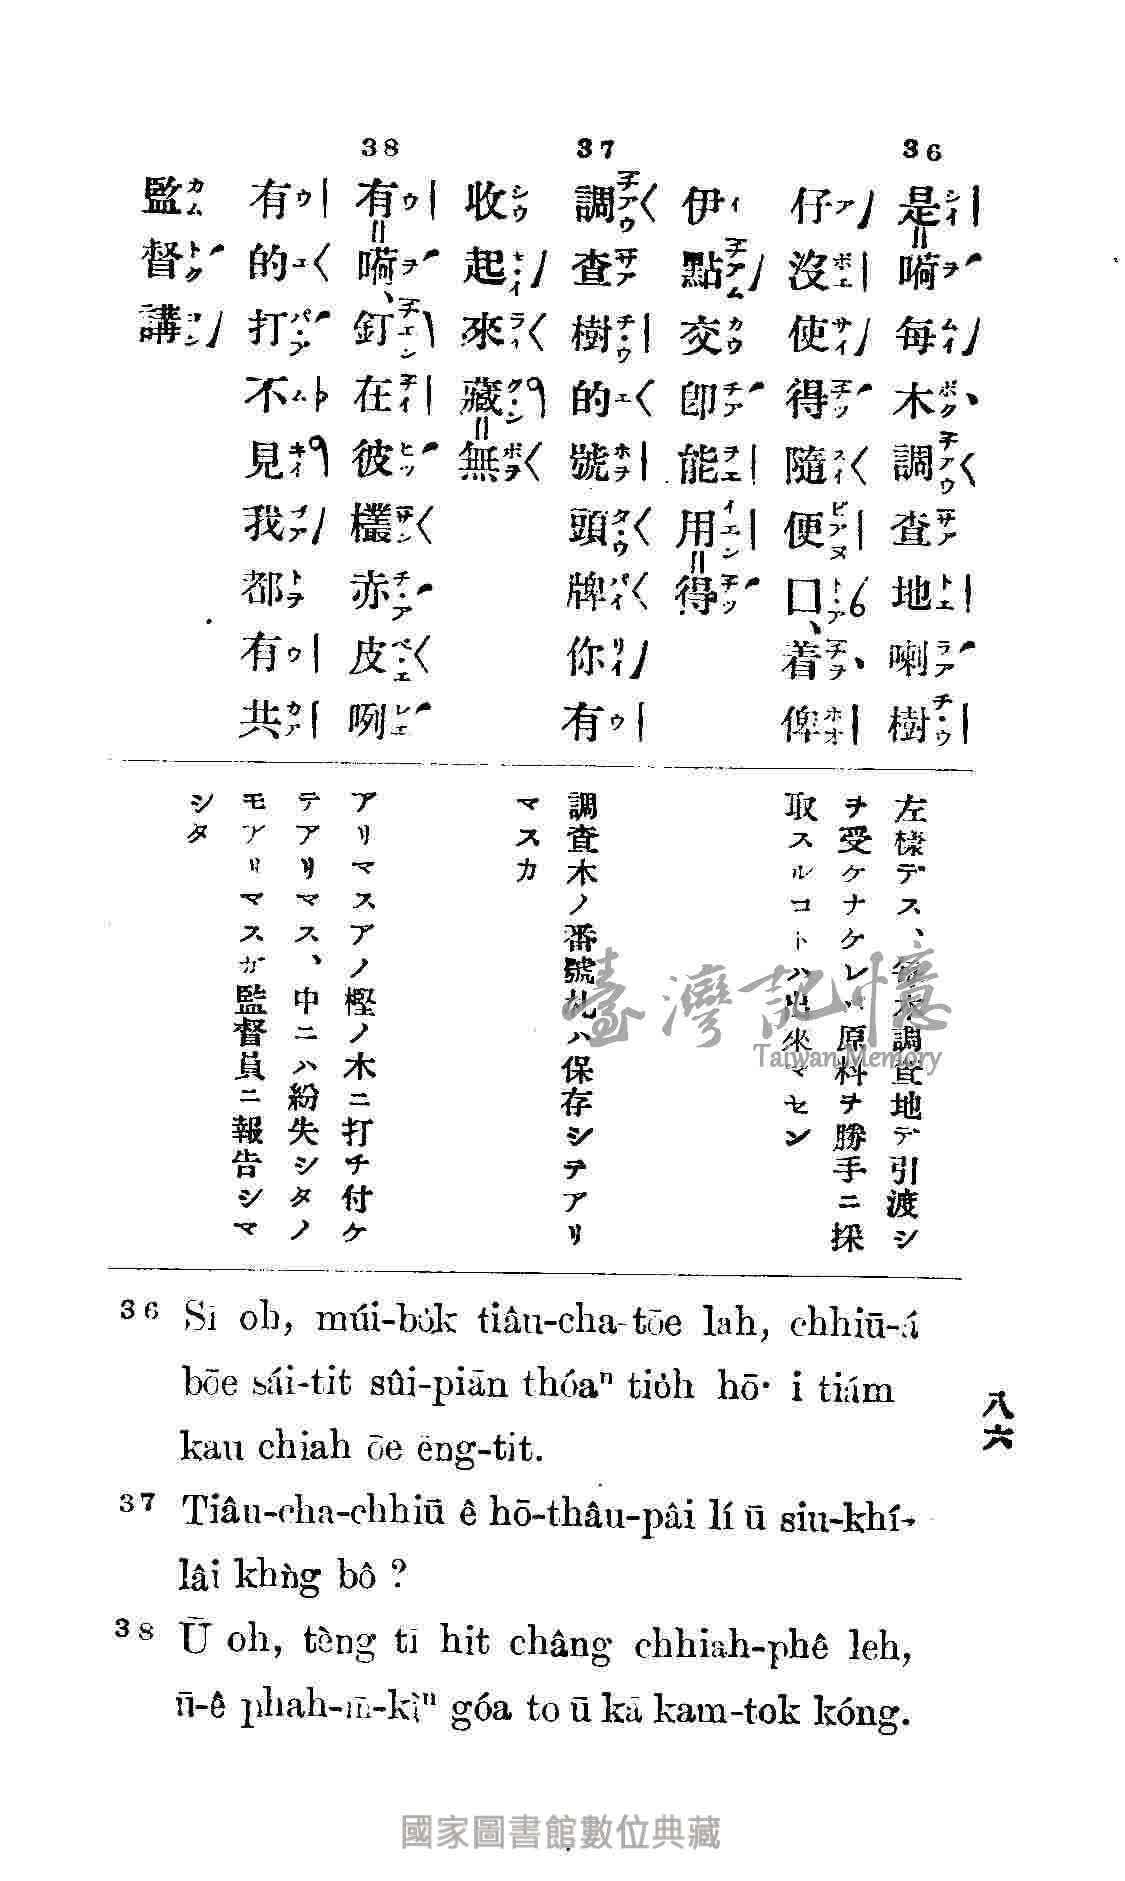 36
是嗬每木調查地喇樹
仔沒使得隨便口、着俾
伊點交即能用得
37
調查樹的號頭牌你有
收起來藏無
38
有嗬、釘在彼欉赤皮咧
有的打不見我都有共
監督講
左樣デス、每木調査地デ引渡シ
ヲ受ケナケレバ原料ヲ勝手ニ採
取スルコトハ出來マセン
調査木ノ番號札ハ保存シテアリ
マスカ
アリマスアノ樫ノ木ニ打チ付ケ
テアリマス、中ニハ紛失シタノ
モアリマスガ監督員ニ報告シマ
シタ
36 Sī oh, múi-bo̍k tiâu-cha-tōe lah, chhiū-á
bōe sái-tit sûi-piān thóaⁿ tio̍h hō͘ i tiám
kau chiah ōe ēng-tit.
37 Tiâu-cha-chhiū ê hō-thâu-pâi lí ū siu-khí-
lâi khǹg bô ?
38 Ū oh, tèng tī hit châng chhiah-phê leh,
ū-ê phah-m̄-kìⁿ góa to ū kā kam-tok kóng.
八六
臺灣記憶
Taiwan Memory
國家圖書館數位典藏